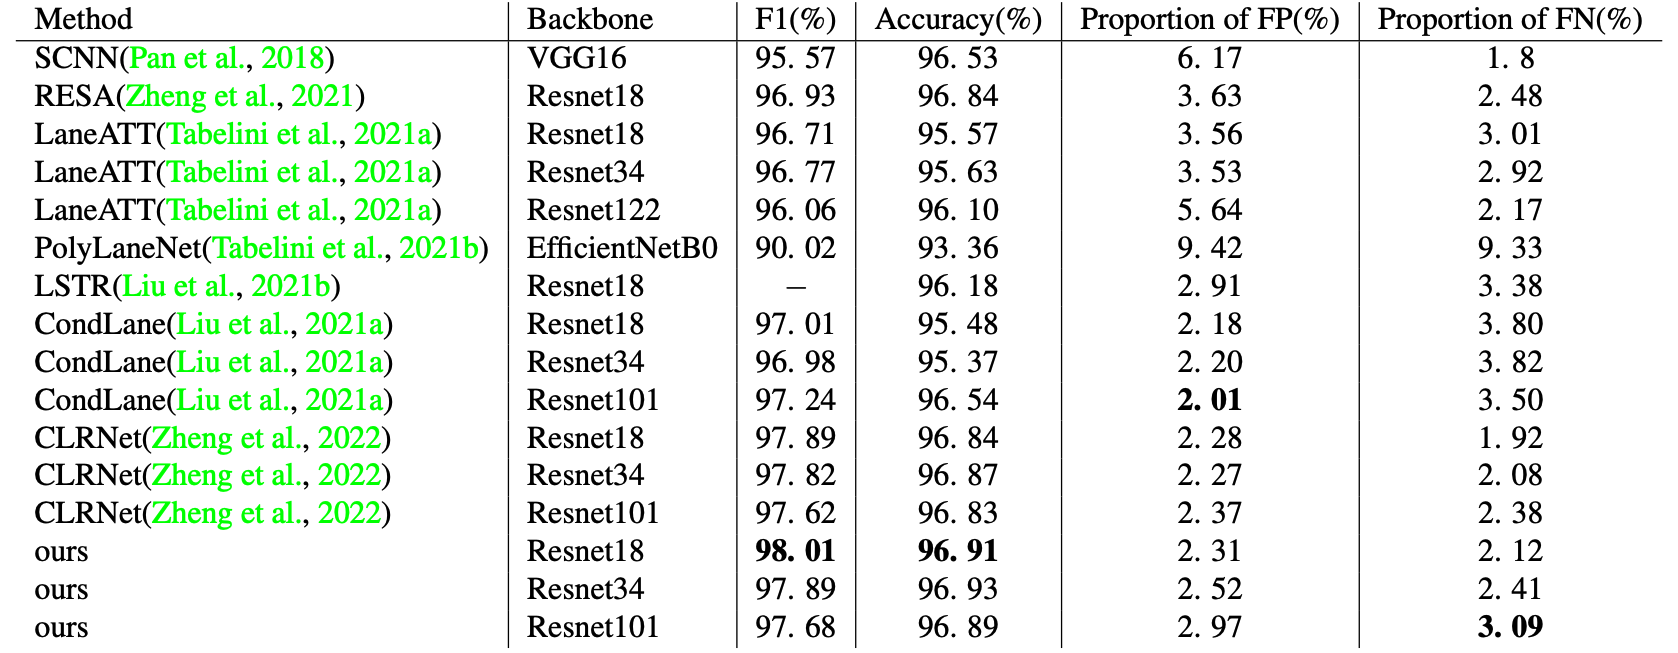 Method Backbone F1(%) Accuracy(%) Proportion of FP(%) Proportion of FN(%)
SCNN(Pan et al., 2018) VGG16 95. 57 96. 53 6. 17 1. 8
RESA(Zheng et al., 2021) Resnet18 96. 93 96. 84 3. 63 2. 48
LaneATT(Tabelini et al., 2021a) Resnet18 96. 71 95. 57 3. 56 3. 01
LaneATT(Tabelini et al., 2021a) Resnet34 96. 77 95. 63 3. 53 2. 92
LaneATT(Tabelini et al., 2021a) Resnet122 96. 06 96. 10 5. 64 2. 17
PolyLaneNet(Tabelini et al., 2021b) EfficientNetB0 90. 02 93. 36 9. 42 9. 33
LSTR(Liu et al., 2021b) Resnet18 – 96. 18 2. 91 3. 38
CondLane(Liu et al., 2021a) Resnet18 97. 01 95. 48 2. 18 3. 80
CondLane(Liu et al., 2021a) Resnet34 96. 98 95. 37 2. 20 3. 82
CondLane(Liu et al., 2021a) Resnet101 97. 24 96. 54 2. 01 3. 50
CLRNet(Zheng et al., 2022) Resnet18 97. 89 96. 84 2. 28 1. 92
CLRNet(Zheng et al., 2022) Resnet34 97. 82 96. 87 2. 27 2. 08
CLRNet(Zheng et al., 2022) Resnet101 97. 62 96. 83 2. 37 2. 38
ours Resnet18 98. 01 96. 91 2. 31 2. 12
ours Resnet34 97. 89 96. 93 2. 52 2. 41
ours Resnet101 97. 68 96. 89 2. 97 3. 09